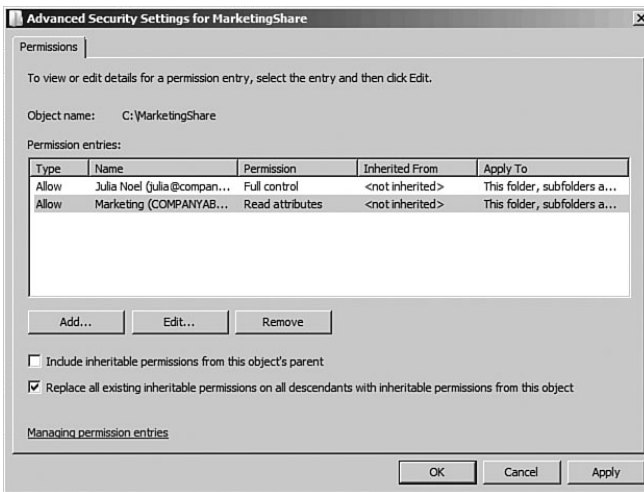 Advanced Security Settings for MarketingShare
Permissions
To view or edit details for a permission entry, select the entry and then click Edit.
Object name: C:\MarketingShare
Permission entries:
Type Name Permission Inherited From Apply To
Allow Julia Noel (julia@compan... Full control <not inherited> This folder, subfolders a...
Allow Marketing (COMPANYAB... Read attributes <not inherited> This folder, subfolders a...
Add... Edit... Remove
Include inheritable permissions from this object's parent
Replace all existing inheritable permissions on all descendants with inheritable permissions from this object
Managing permission entries
OK Cancel Apply